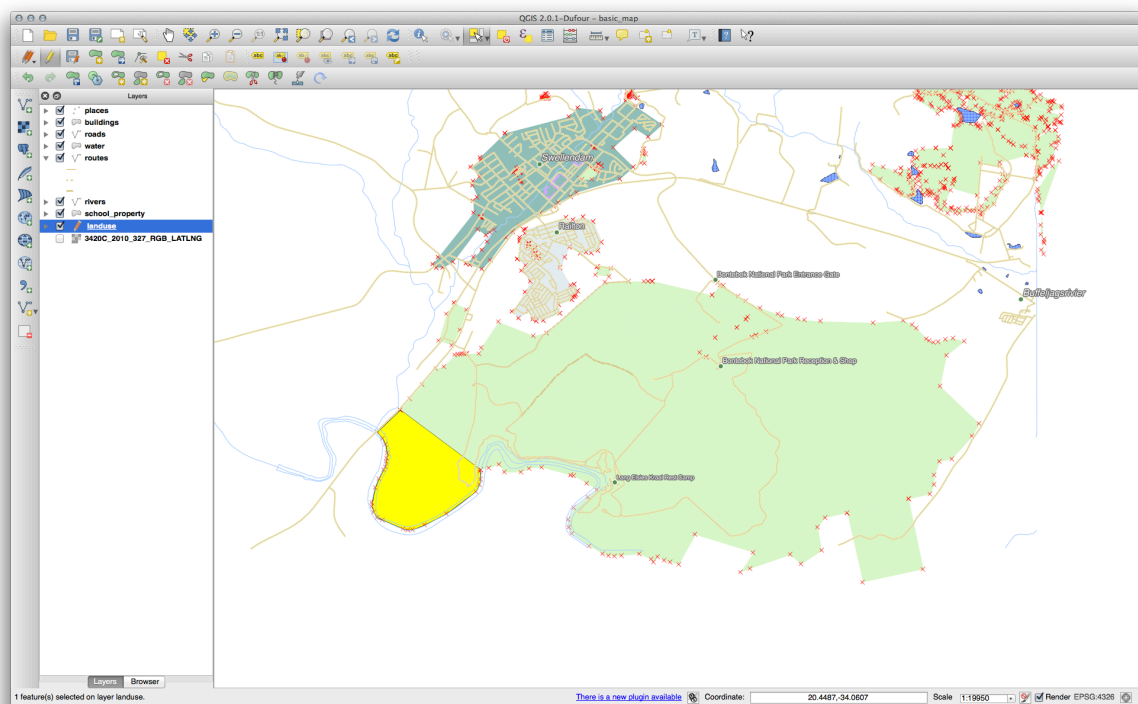 QGIS 2.0.1-Dufour - basic_map
Layers
places
buildings
roads
water
routes
rivers
school_property
landuse
3420C_2010_327_RGB_LATLNG
Swellendam
Railton
Bontebok National Park Entrance Gate
Buffeljagsrivier
Bontebok National Park Reception & Shop
Lang Elsies Kraal Rest Camp
Layers
Browser
1 feature(s) selected on layer landuse.
There is a new plugin available
Coordinate:
20.4487,-34.0607
Scale
1:19950
Render
EPSG:4326